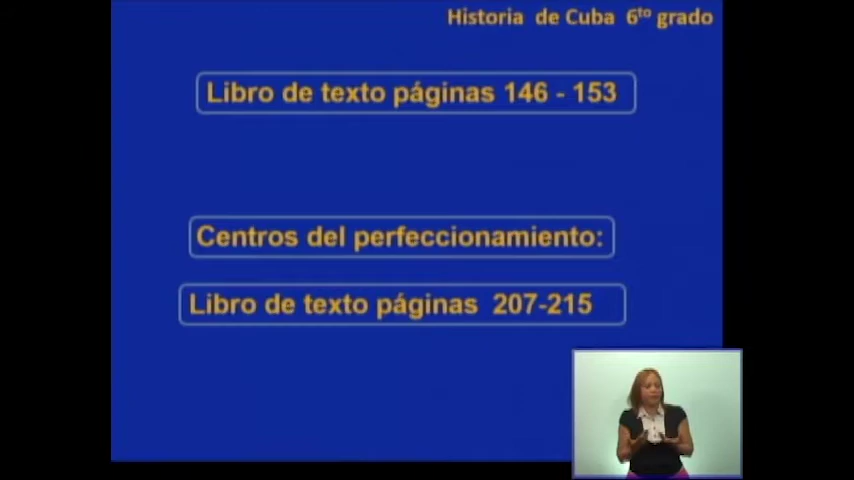 Historia de Cuba 6to grado
Libro de texto páginas 146 - 153
Centros del perfeccionamiento:
Libro de texto páginas 207-215